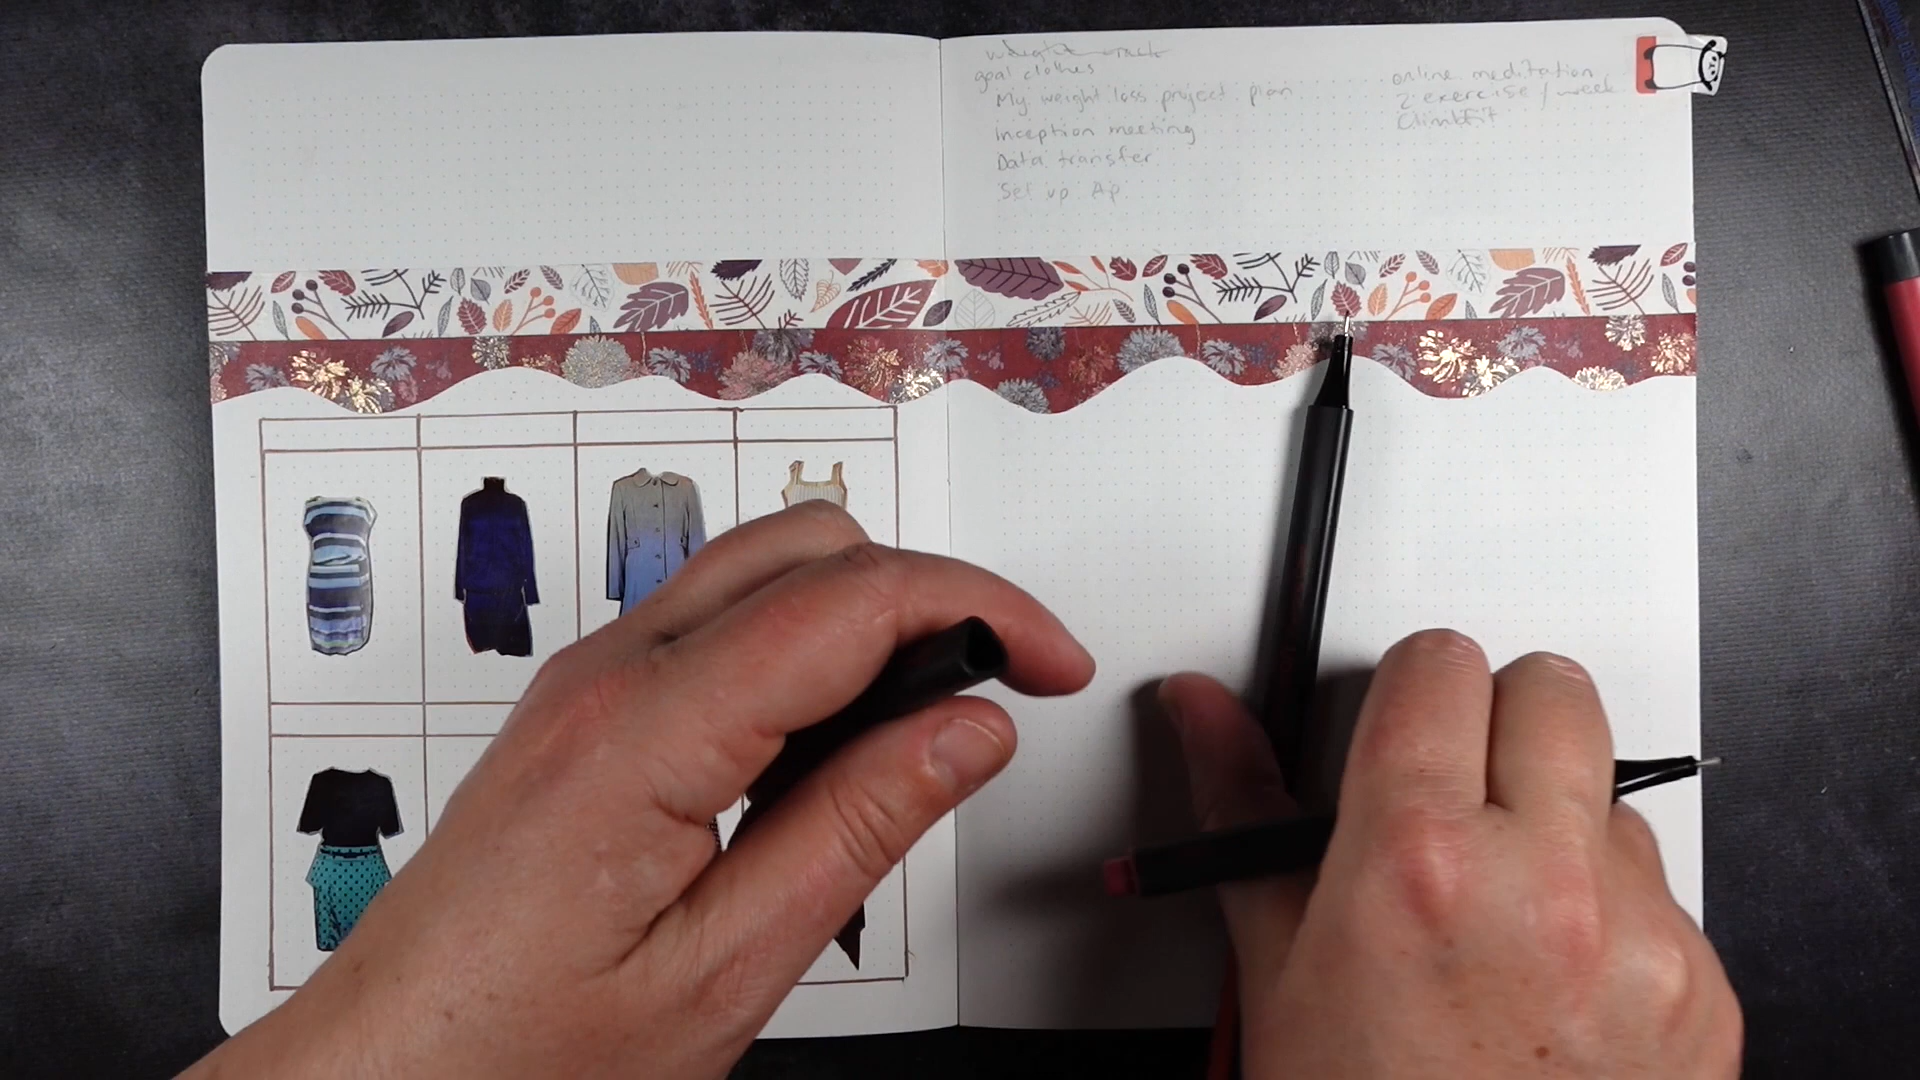 goal clothes
My weight loss project plan
Inception meeting
Data transfer
Set up Ap
online meditation
2 exercise / week
Climbfit